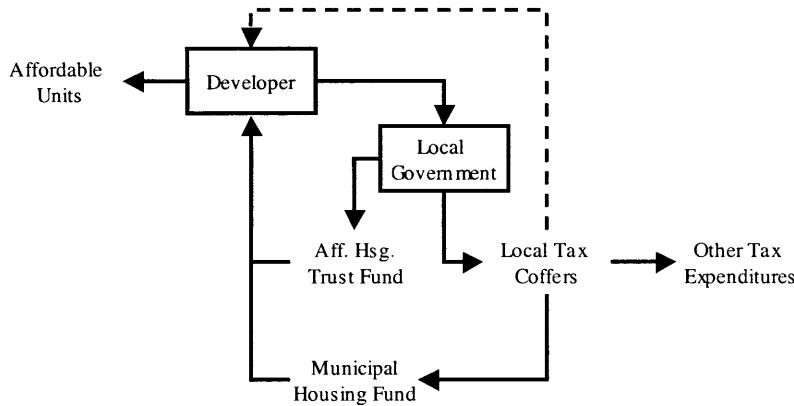 Affordable
Units
Developer
Local
Government
Aff. Hsg.
Trust Fund
Local Tax
Coffers
Other Tax
Expenditures
Municipal
Housing Fund